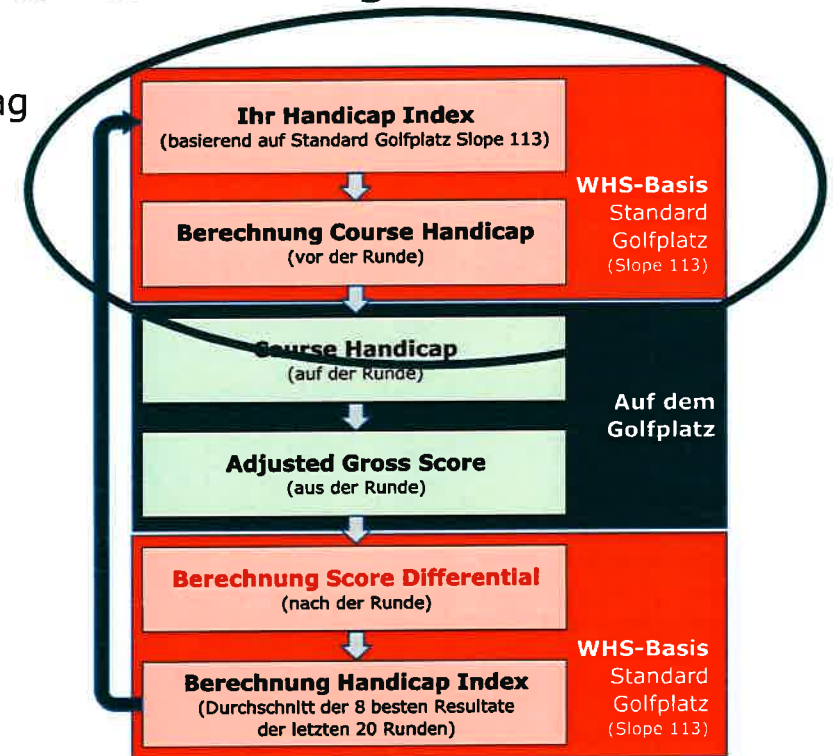 Ihr Handicap Index
(basierend auf Standard Golfplatz Slope 113)
Berechnung Course Handicap
(vor der Runde)
WHS-Basis
Standard
Golfplatz
(Slope 113)
Course Handicap
(auf der Runde)
Adjusted Gross Score
(aus der Runde)
Auf dem
Golfplatz
Berechnung Score Differential
(nach der Runde)
Berechnung Handicap Index
(Durchschnitt der 8 besten Resultate
der letzten 20 Runden)
WHS-Basis
Standard
Golfplatz
(Slope 113)